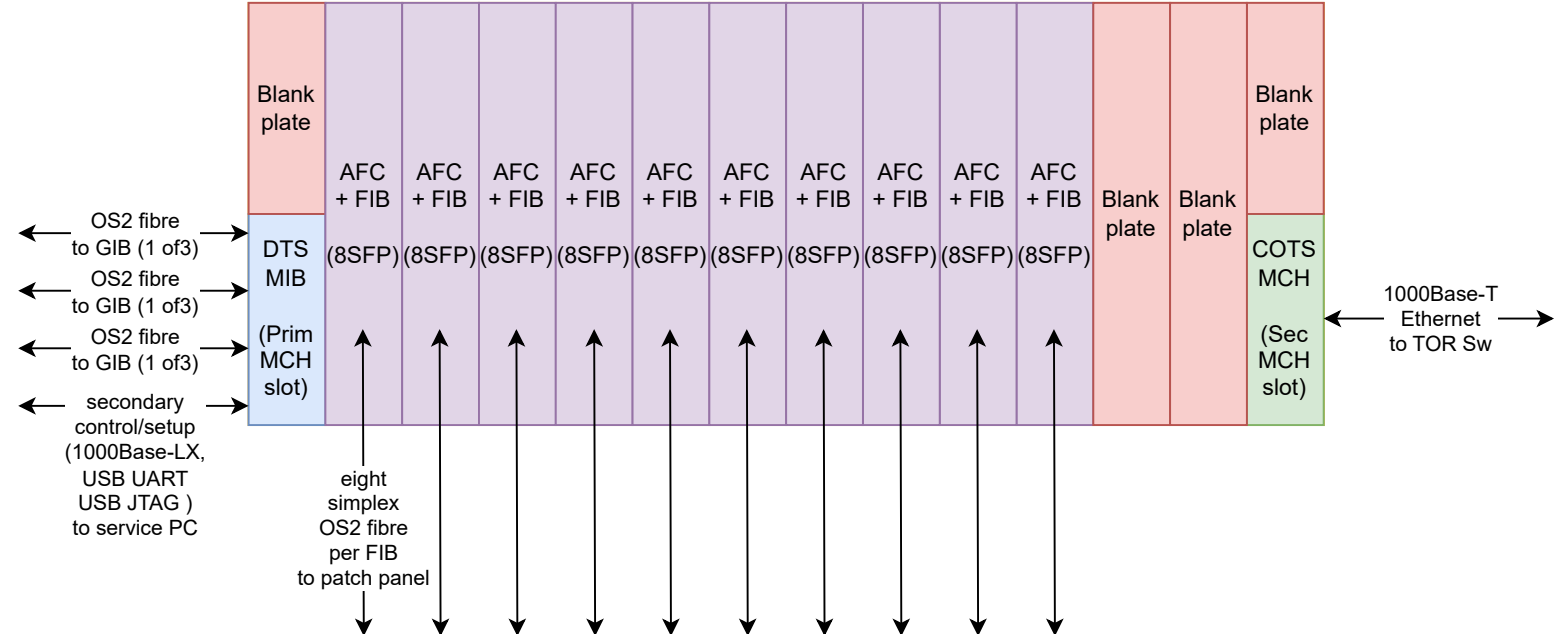 Blank
plate
OS2 fibre
to GIB (1 of3)
OS2 fibre
to GIB (1 of3)
OS2 fibre
to GIB (1 of3)
secondary
control/setup
(1000Base-LX,
USB UART
USB JTAG )
to service PC
DTS
MIB
(Prim
MCH
slot)
AFC
+ FIB
(8SFP)
AFC
+ FIB
(8SFP)
AFC
+ FIB
(8SFP)
AFC
+ FIB
(8SFP)
AFC
+ FIB
(8SFP)
AFC
+ FIB
(8SFP)
AFC
+ FIB
(8SFP)
AFC
+ FIB
(8SFP)
AFC
+ FIB
(8SFP)
AFC
+ FIB
(8SFP)
eight
simplex
OS2 fibre
per FIB
to patch panel
Blank
plate
Blank
plate
Blank
plate
COTS
MCH
(Sec
MCH
slot)
1000Base-T
Ethernet
to TOR Sw